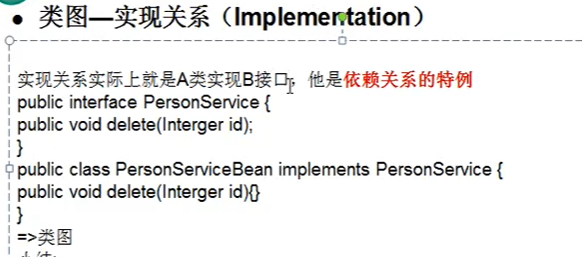 • 类图—实现关系（Implementation）
实现关系实际上就是A类实现B接口，他是依赖关系的特例
public interface PersonService {
public void delete(Interger id);
}
public class PersonServiceBean implements PersonService {
public void delete(Interger id){}
}
=>类图